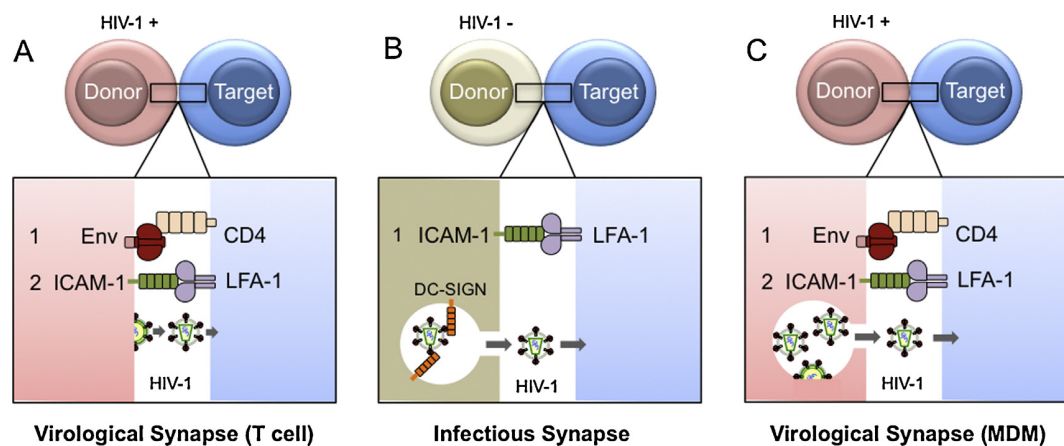 A
HIV-1 +
Donor
Target
1 Env CD4
2 ICAM-1 LFA-1
HIV-1
Virological Synapse (T cell)
B
HIV-1 -
Donor
Target
1 ICAM-1 LFA-1
DC-SIGN
HIV-1
Infectious Synapse
C
HIV-1 +
Donor
Target
1 Env CD4
2 ICAM-1 LFA-1
HIV-1
Virological Synapse (MDM)